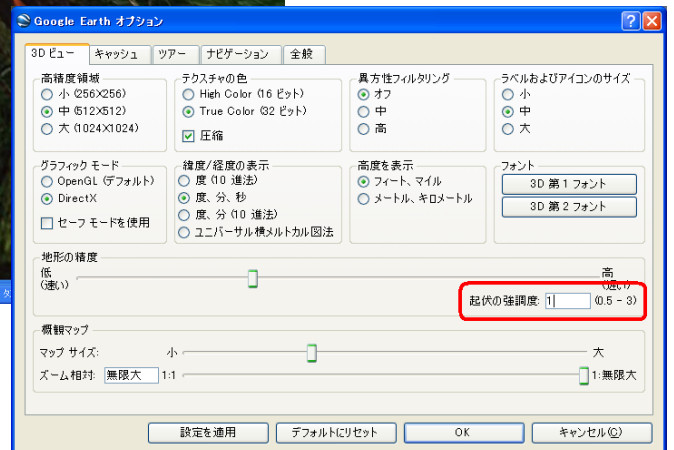 Google Earth オプション
3D ビュー キャッシュ ツアー ナビゲーション 全般
高精度領域
小 (256X256)
中 (512X512)
大 (1024X1024)
テクスチャの色
High Color (16 ビット)
True Color (32 ビット)
圧縮
異方性フィルタリング
オフ
中
高
ラベルおよびアイコンのサイズ
小
中
大
グラフィック モード
OpenGL (デフォルト)
DirectX
セーフ モードを使用
緯度/経度の表示
度 (10 進法)
度、分、秒
度、分 (10 進法)
ユニバーサル横メルトカル図法
高度を表示
フィート、マイル
メートル、キロメートル
フォント
3D 第 1 フォント
3D 第 2 フォント
地形の精度
低 高
(速い) (遅い)
起伏の強調度: 1 (0.5 - 3)
概観マップ
マップ サイズ: 小 大
ズーム相対: 無限大 1:1 1:無限大
設定を適用 デフォルトにリセット OK キャンセル(C)